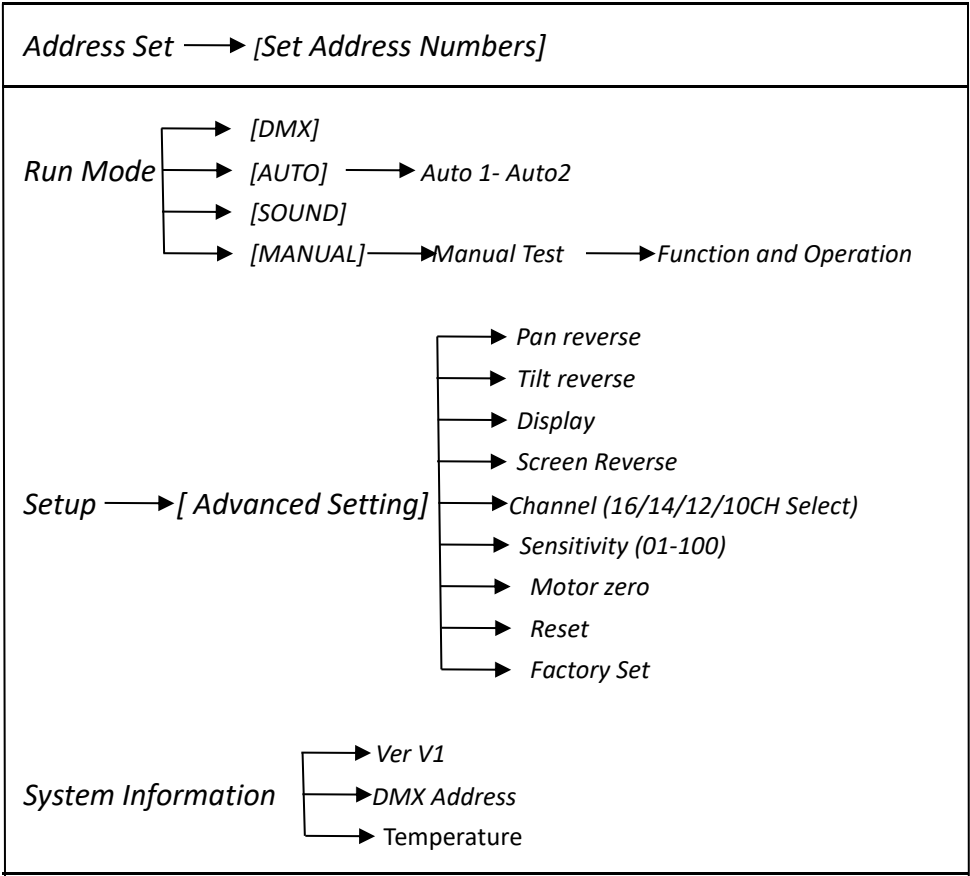 Address Set [Set Address Numbers]
[DMX]
Run Mode [AUTO] Auto 1- Auto2
[SOUND]
[MANUAL] Manual Test Function and Operation
Pan reverse
Tilt reverse
Display
Screen Reverse
Setup [ Advanced Setting] Channel (16/14/12/10CH Select)
Sensitivity (01-100)
Motor zero
Reset
Factory Set
Ver V1
System Information DMX Address
Temperature